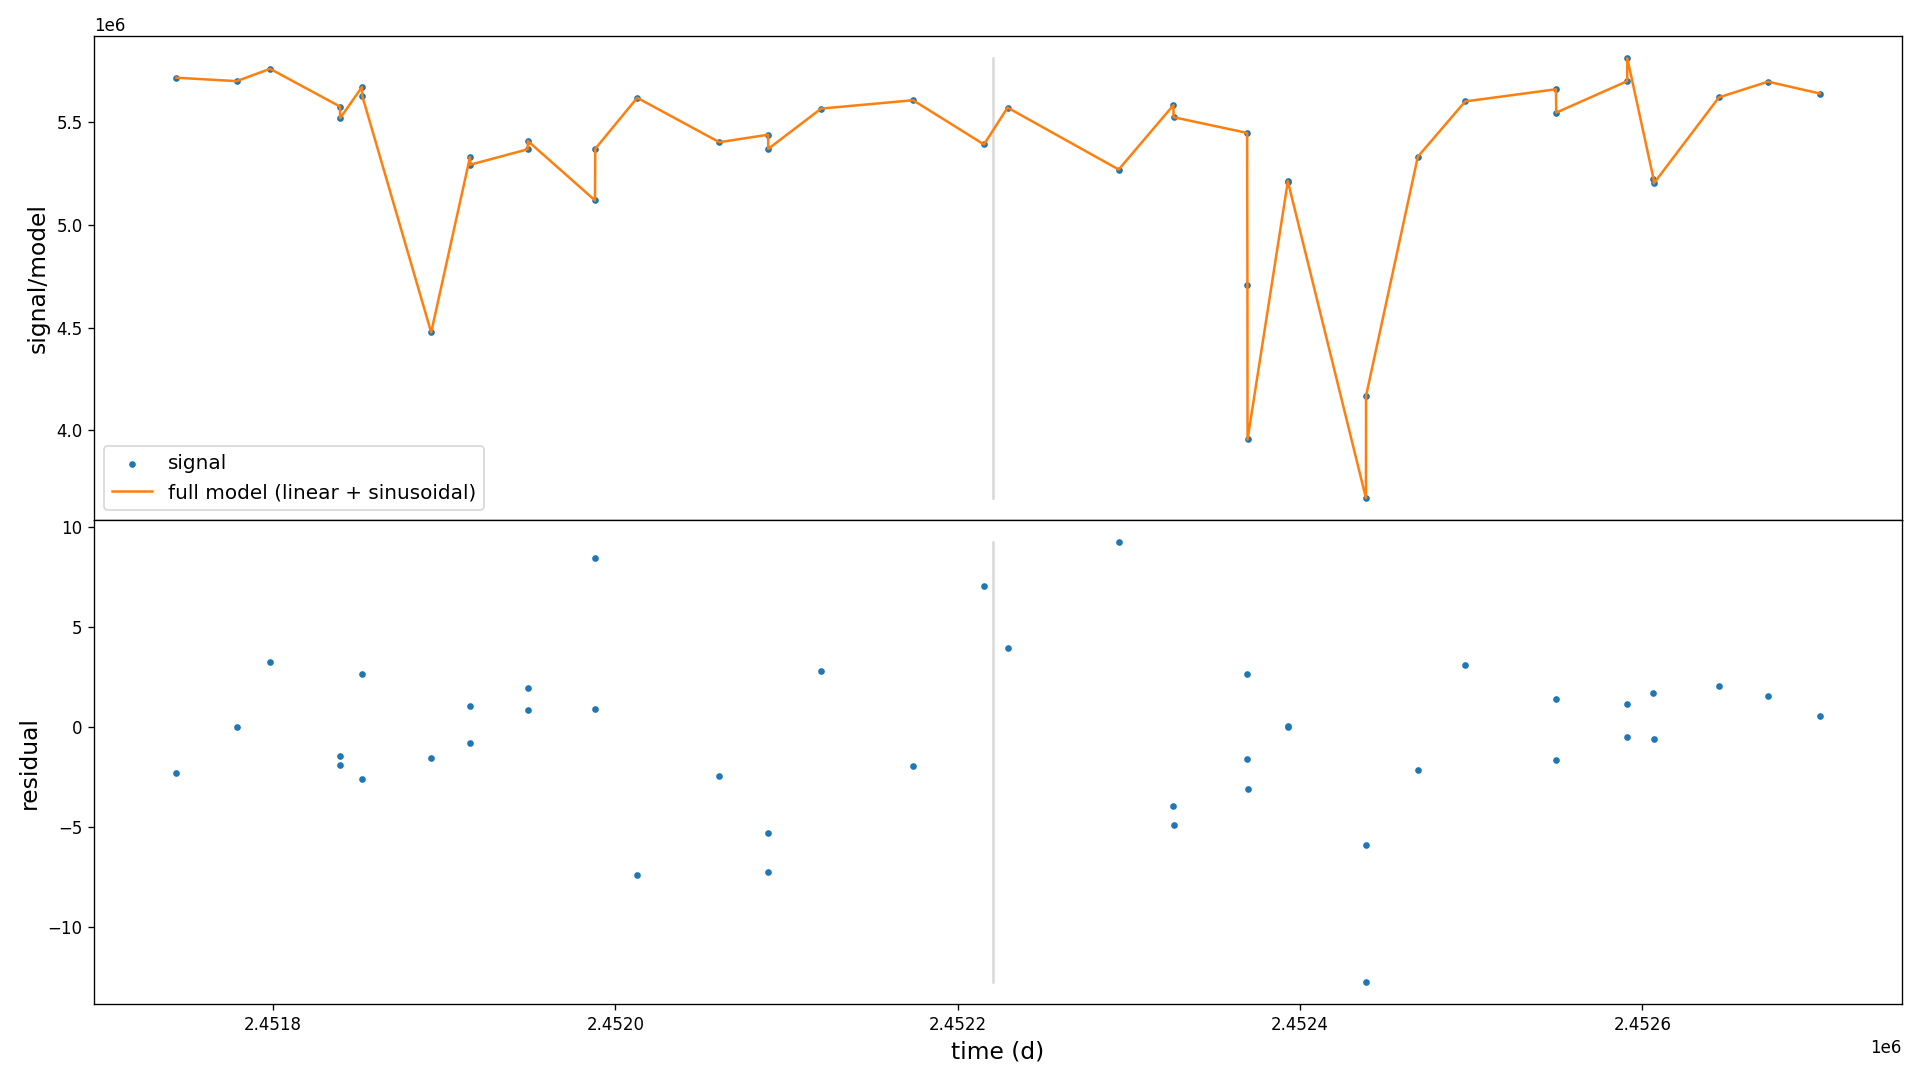 1e6
signal/model
5.5
5.0
4.5
4.0
signal
full model (linear + sinusoidal)
residual
10
5
0
−5
−10
2.4518
2.4520
2.4522
2.4524
2.4526
time (d)
1e6